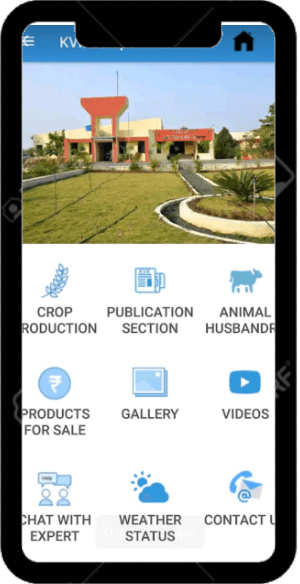 KV
CROP
RODUCTION
PUBLICATION
SECTION
ANIMAL
HUSBANDR
PRODUCTS
FOR SALE
GALLERY
VIDEOS
CHAT WITH
EXPERT
WEATHER
STATUS
CONTACT U